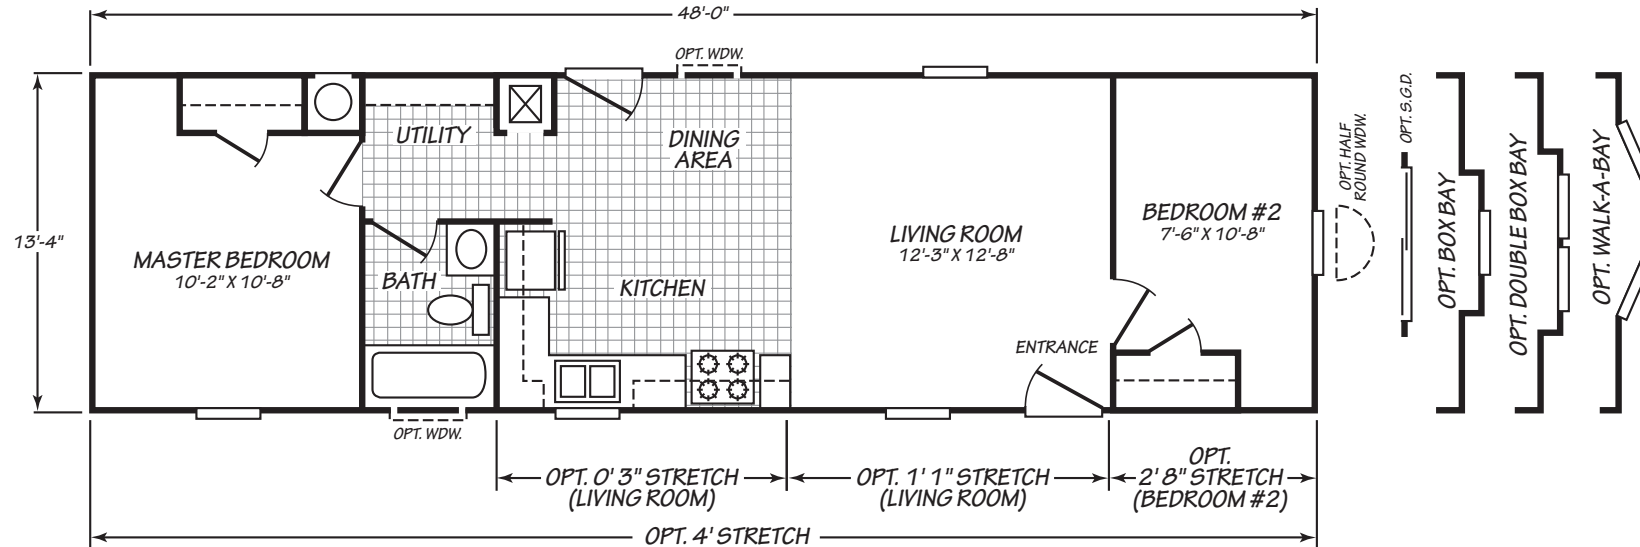 48'-0"
OPT. WDW.
UTILITY
DINING
AREA
13'-4"
MASTER BEDROOM
10'-2" X 10'-8"
BATH
KITCHEN
LIVING ROOM
12'-3" X 12'-8"
BEDROOM #2
7'-6" X 10'-8"
ENTRANCE
OPT. HALF
ROUND WDW.
OPT. S.G.D.
OPT. BOX BAY
OPT. DOUBLE BOX BAY
OPT. WALK-A-BAY
OPT. WDW.
OPT. 0' 3" STRETCH
(LIVING ROOM)
OPT. 1' 1" STRETCH
(LIVING ROOM)
OPT.
2' 8" STRETCH
(BEDROOM #2)
OPT. 4' STRETCH